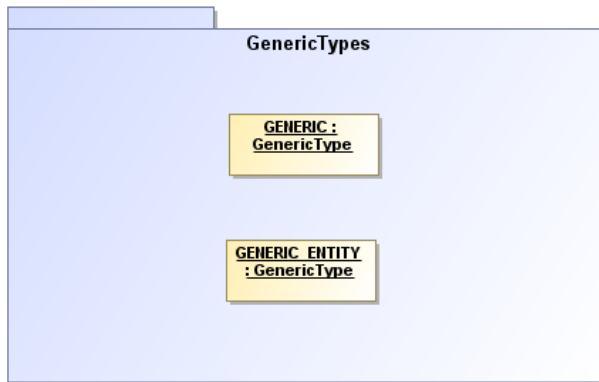 GenericTypes
GENERIC :
GenericType
GENERIC_ENTITY
: GenericType